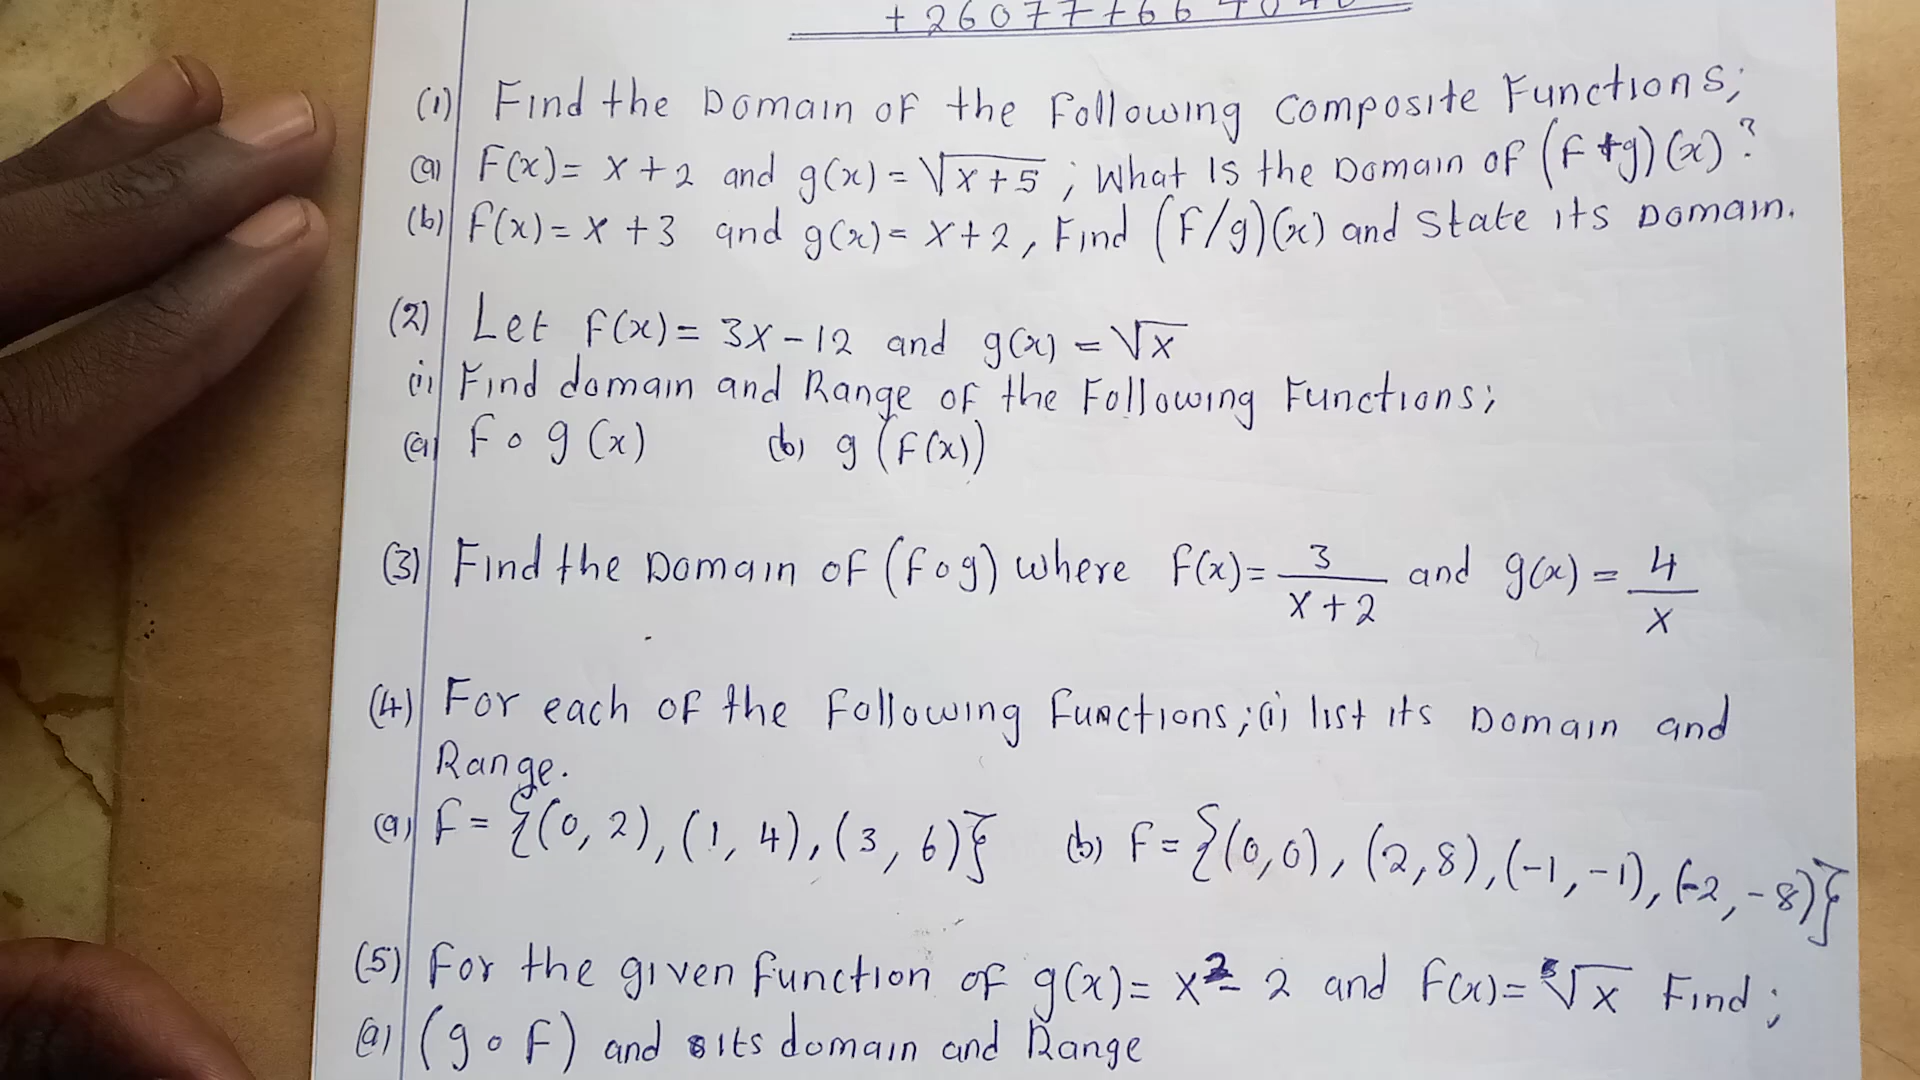 (1) Find the Domain of the following composite Functions;
(a) F(x) = x + 2 and g(x) = √x + 5 ; What is the Domain of (F + g)(x)?
(b) f(x) = x + 3 and g(x) = x + 2, Find (F/g)(x) and State its Domain.
(2) Let F(x) = 3x - 12 and g(x) = √x
(i) Find domain and Range of the Following Functions;
(a) F o g (x) (b) g (F(x))
(3) Find the Domain of (fog) where f(x) = 3/(x + 2) and g(x) = 4/x
(4) For each of the Following Functions; (i) list its Domain and
Range.
(a) F = {(0, 2), (1, 4), (3, 6)} (b) F = {(0,0), (2,8), (-1,-1), (-2,-8)}
(5) For the given function of g(x) = x² - 2 and f(x) = ∛x Find;
(a) (g o f) and its domain and Range